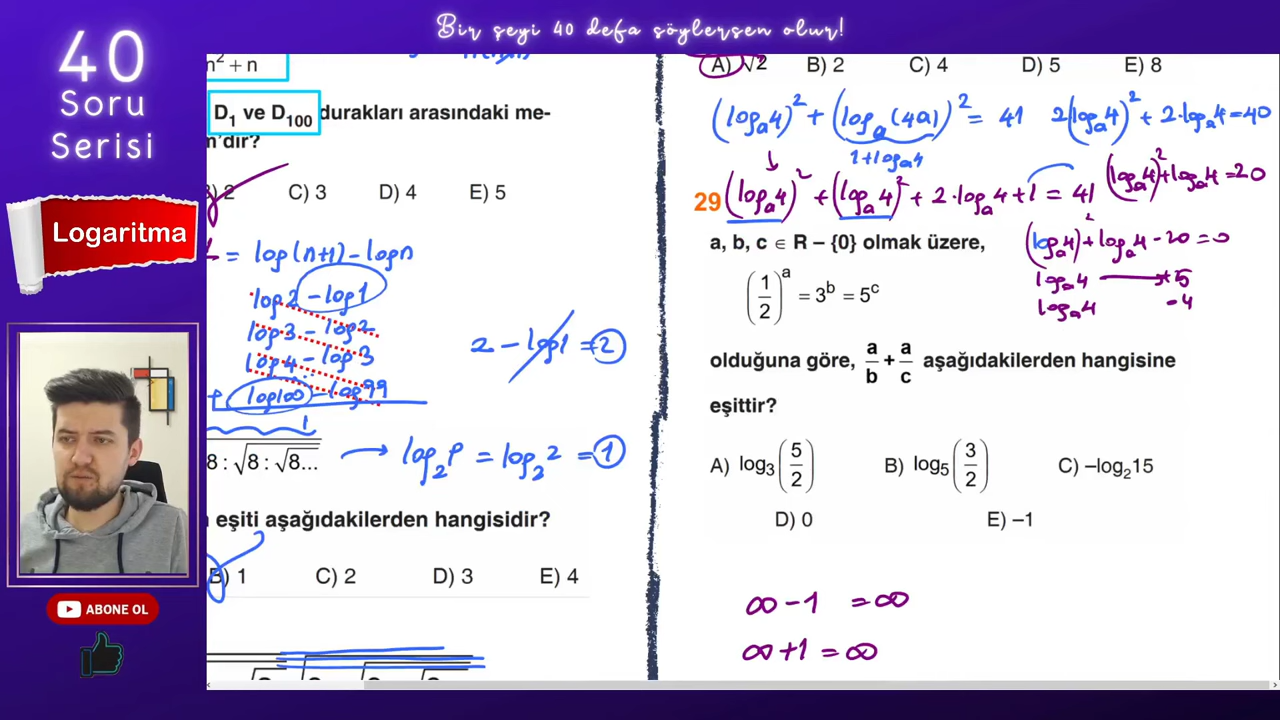 Bir şeyi 40 defa söylersen olur!
40
Soru
Serisi
Logaritma
ABONE OL
n² + n
D₁ ve D₁₀₀ durakları arasındaki me-
m'dir?
B) 2 C) 3 D) 4 E) 5
= log(n+1) - logn
log2 - log1
log3 - log2
log4 - log3
log100 - log99
2 - log1 = 2
8 : √8 : √8...
= log₂2 = 1
eşiti aşağıdakilerden hangisidir?
B) 1 C) 2 D) 3 E) 4
A) √2 B) 2 C) 4 D) 5 E) 8
(logₐ4)² + (logₐ(4a))² = 41
1+logₐ4
2(logₐ4)² + 2·logₐ4 = 40
(logₐ4)² + (logₐ4)² + 2·logₐ4 + 1 = 41
(logₐ4)² + logₐ4 = 20
(logₐ4)² + logₐ4 - 20 = 0
logₐ4 5
logₐ4 -4
29
a, b, c ∈ R – {0} olmak üzere,
(1/2)ᵃ = 3ᵇ = 5ᶜ
olduğuna göre, a/b + a/c aşağıdakilerden hangisine
eşittir?
A) log₃(5/2) B) log₅(3/2) C) –log₂15
D) 0 E) –1
∞ - 1 = ∞
∞ + 1 = ∞